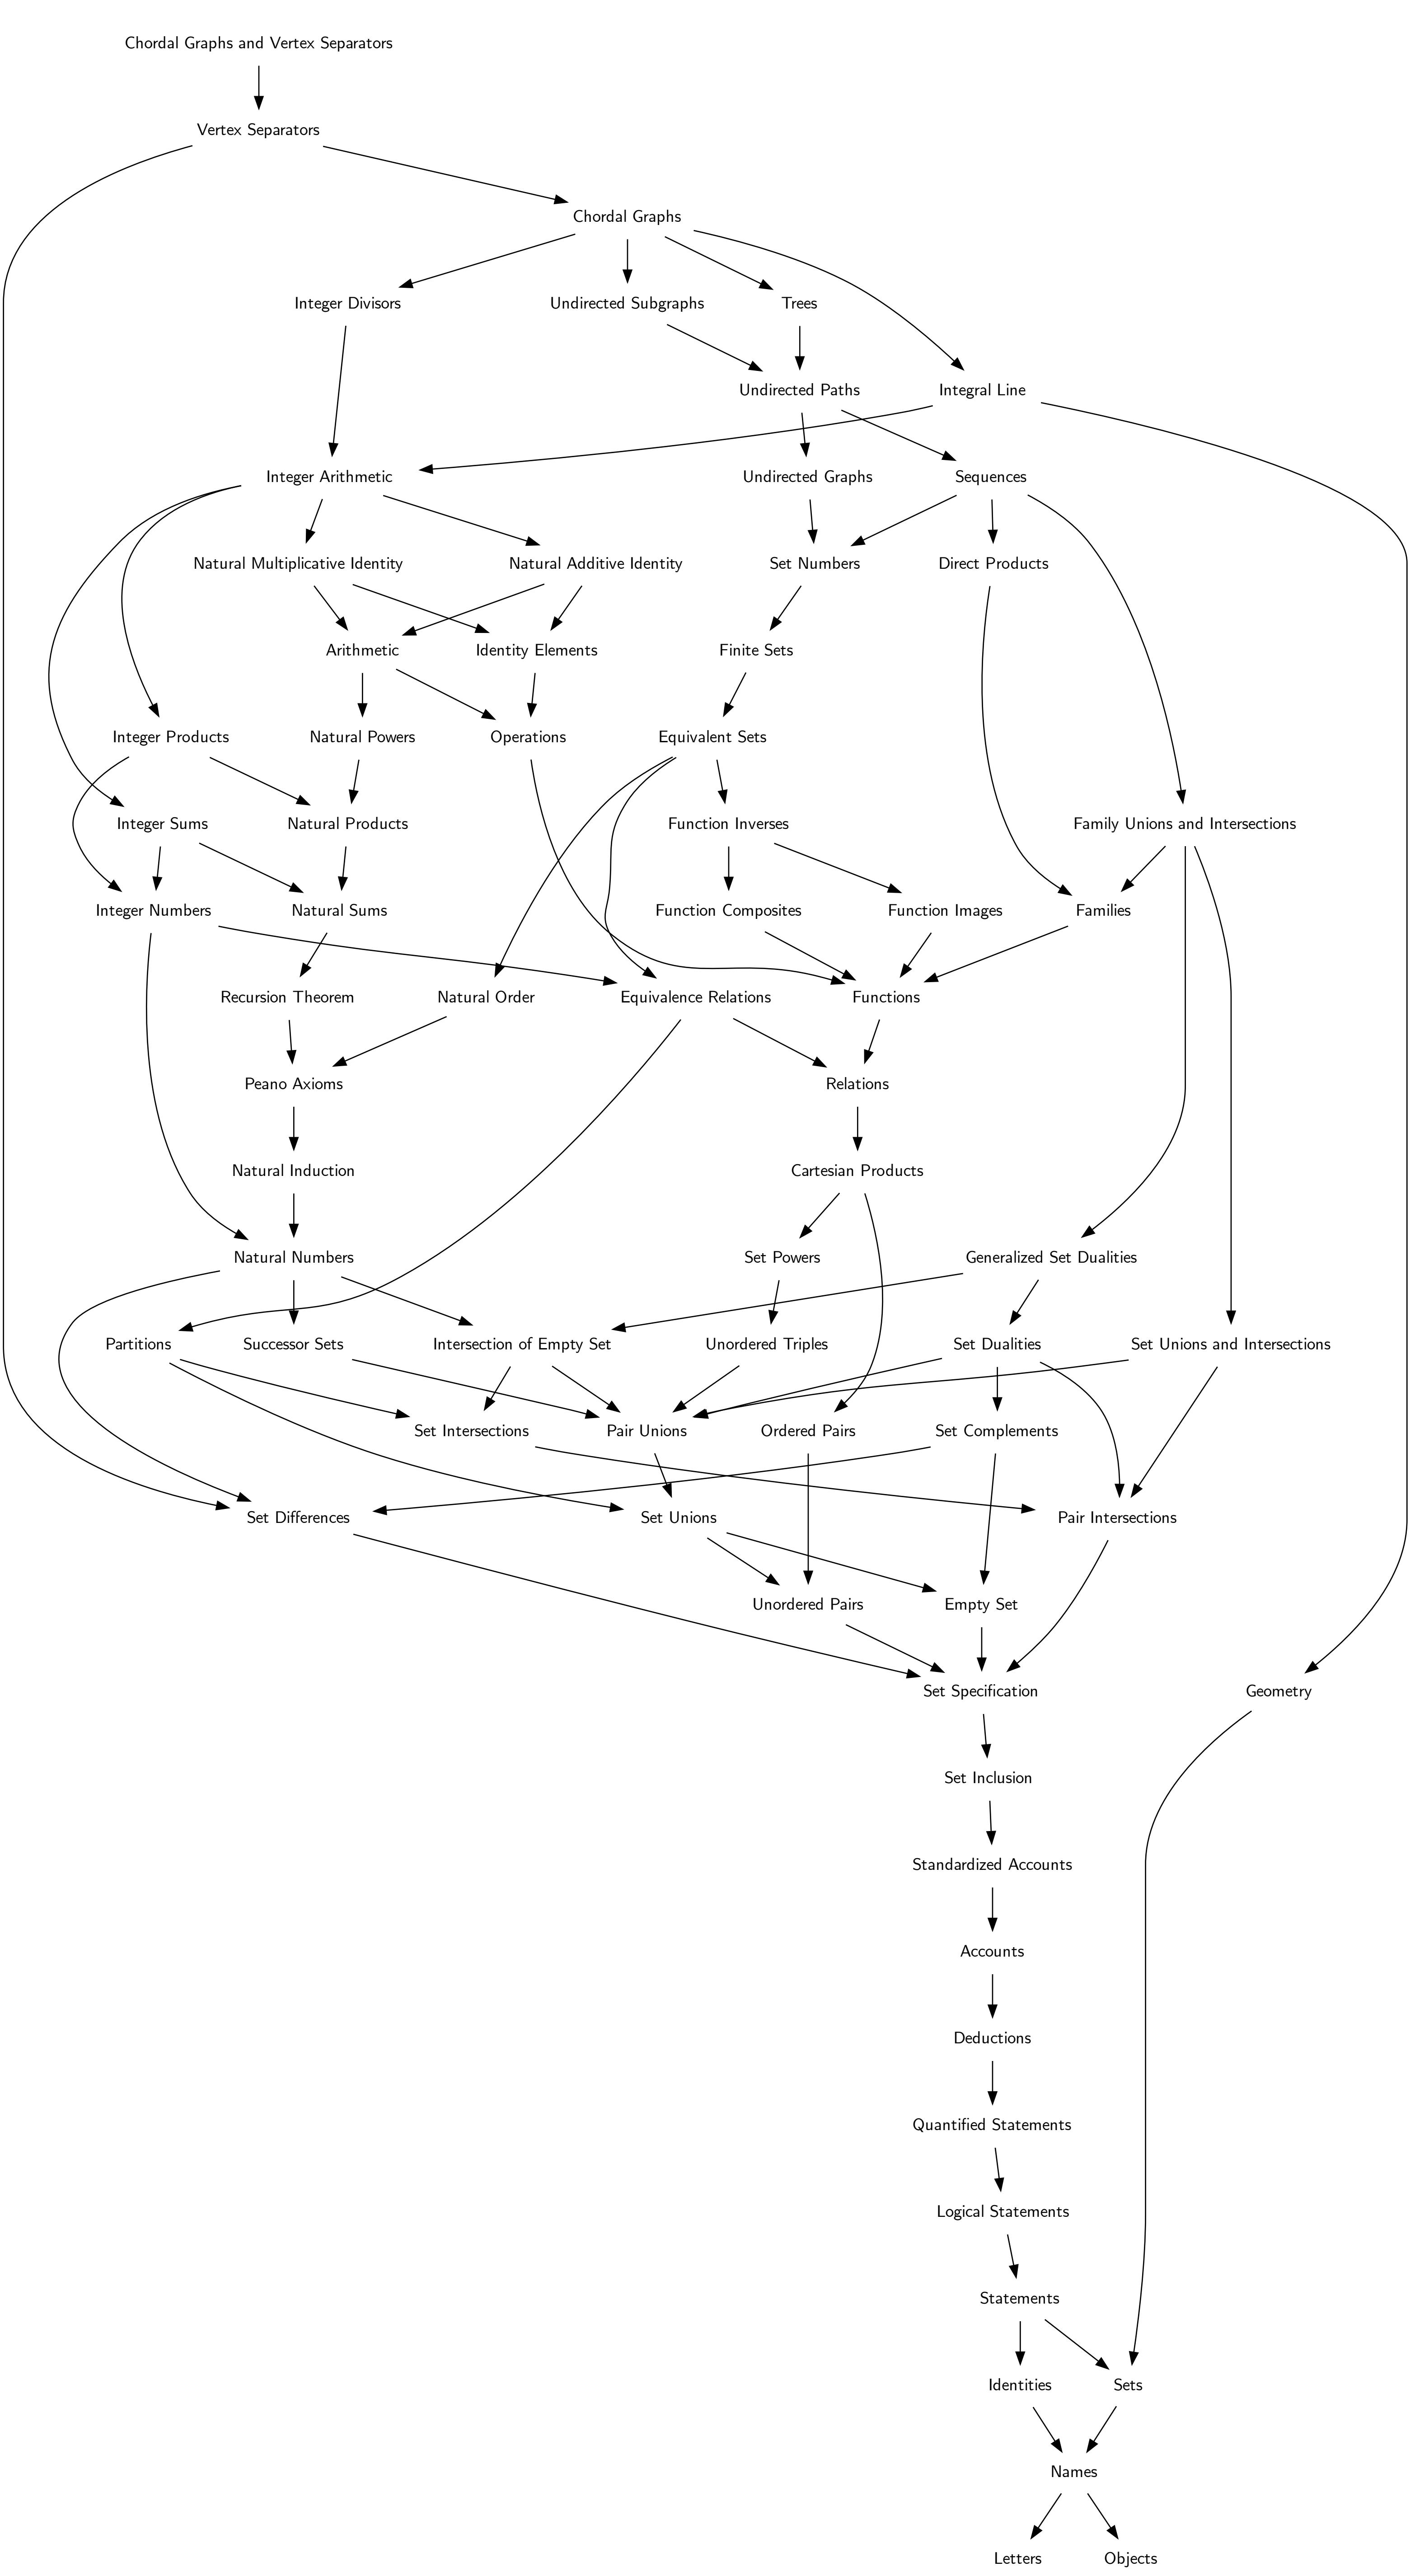 Chordal Graphs and Vertex Separators
Vertex Separators
Chordal Graphs
Integer Divisors
Undirected Subgraphs
Trees
Undirected Paths
Integral Line
Integer Arithmetic
Undirected Graphs
Sequences
Natural Multiplicative Identity
Natural Additive Identity
Set Numbers
Direct Products
Arithmetic
Identity Elements
Finite Sets
Integer Products
Natural Powers
Operations
Equivalent Sets
Integer Sums
Natural Products
Function Inverses
Family Unions and Intersections
Integer Numbers
Natural Sums
Function Composites
Function Images
Families
Recursion Theorem
Natural Order
Equivalence Relations
Functions
Peano Axioms
Relations
Natural Induction
Cartesian Products
Natural Numbers
Set Powers
Generalized Set Dualities
Partitions
Successor Sets
Intersection of Empty Set
Unordered Triples
Set Dualities
Set Unions and Intersections
Set Intersections
Pair Unions
Ordered Pairs
Set Complements
Set Differences
Set Unions
Pair Intersections
Unordered Pairs
Empty Set
Set Specification
Geometry
Set Inclusion
Standardized Accounts
Accounts
Deductions
Quantified Statements
Logical Statements
Statements
Identities
Sets
Names
Letters
Objects